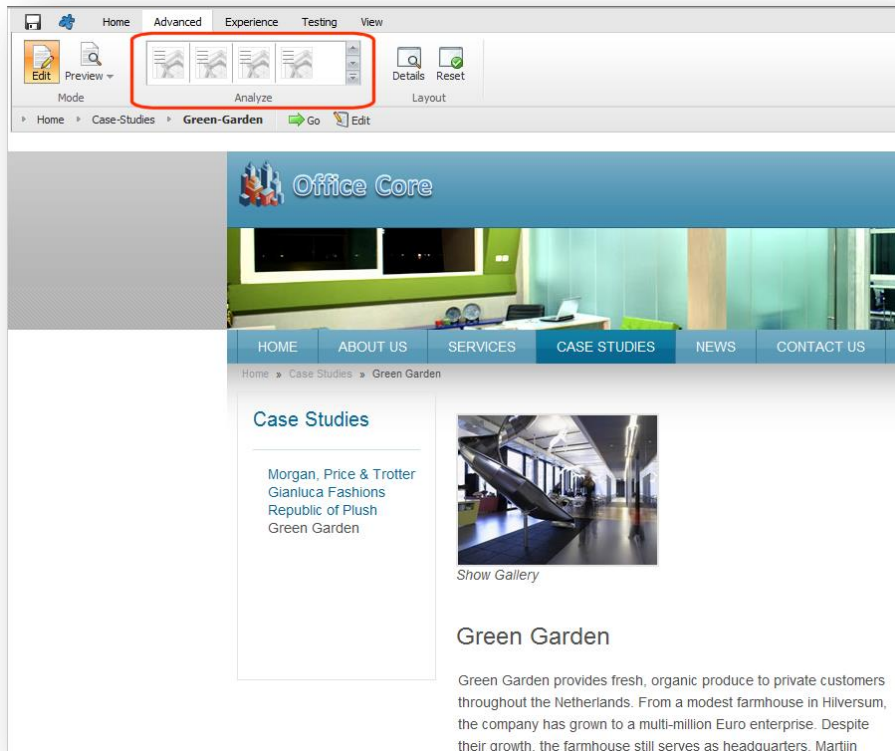 Home Advanced Experience Testing View
Edit Preview Details Reset
Mode Analyze Layout
Home Case-Studies Green-Garden Go Edit
Office Core
HOME ABOUT US SERVICES CASE STUDIES NEWS CONTACT US
Home » Case Studies » Green Garden
Case Studies
Morgan, Price & Trotter
Gianluca Fashions
Republic of Plush
Green Garden
Show Gallery
Green Garden
Green Garden provides fresh, organic produce to private customers
throughout the Netherlands. From a modest farmhouse in Hilversum,
the company has grown to a multi-million Euro enterprise. Despite
their growth, the farmhouse still serves as headquarters. Martijn